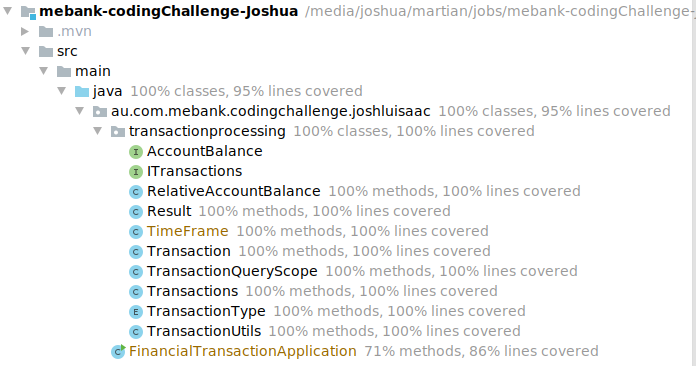 mebank-codingChallenge-Joshua /media/joshua/martian/jobs/mebank-codingChallenge-
.mvn
src
main
java 100% classes, 95% lines covered
au.com.mebank.codingchallenge.joshluisaac 100% classes, 95% lines covered
transactionprocessing 100% classes, 100% lines covered
I AccountBalance
I ITransactions
C RelativeAccountBalance 100% methods, 100% lines covered
C Result 100% methods, 100% lines covered
C TimeFrame 100% methods, 100% lines covered
C Transaction 100% methods, 100% lines covered
C TransactionQueryScope 100% methods, 100% lines covered
C Transactions 100% methods, 100% lines covered
E TransactionType 100% methods, 100% lines covered
C TransactionUtils 100% methods, 100% lines covered
C FinancialTransactionApplication 71% methods, 86% lines covered